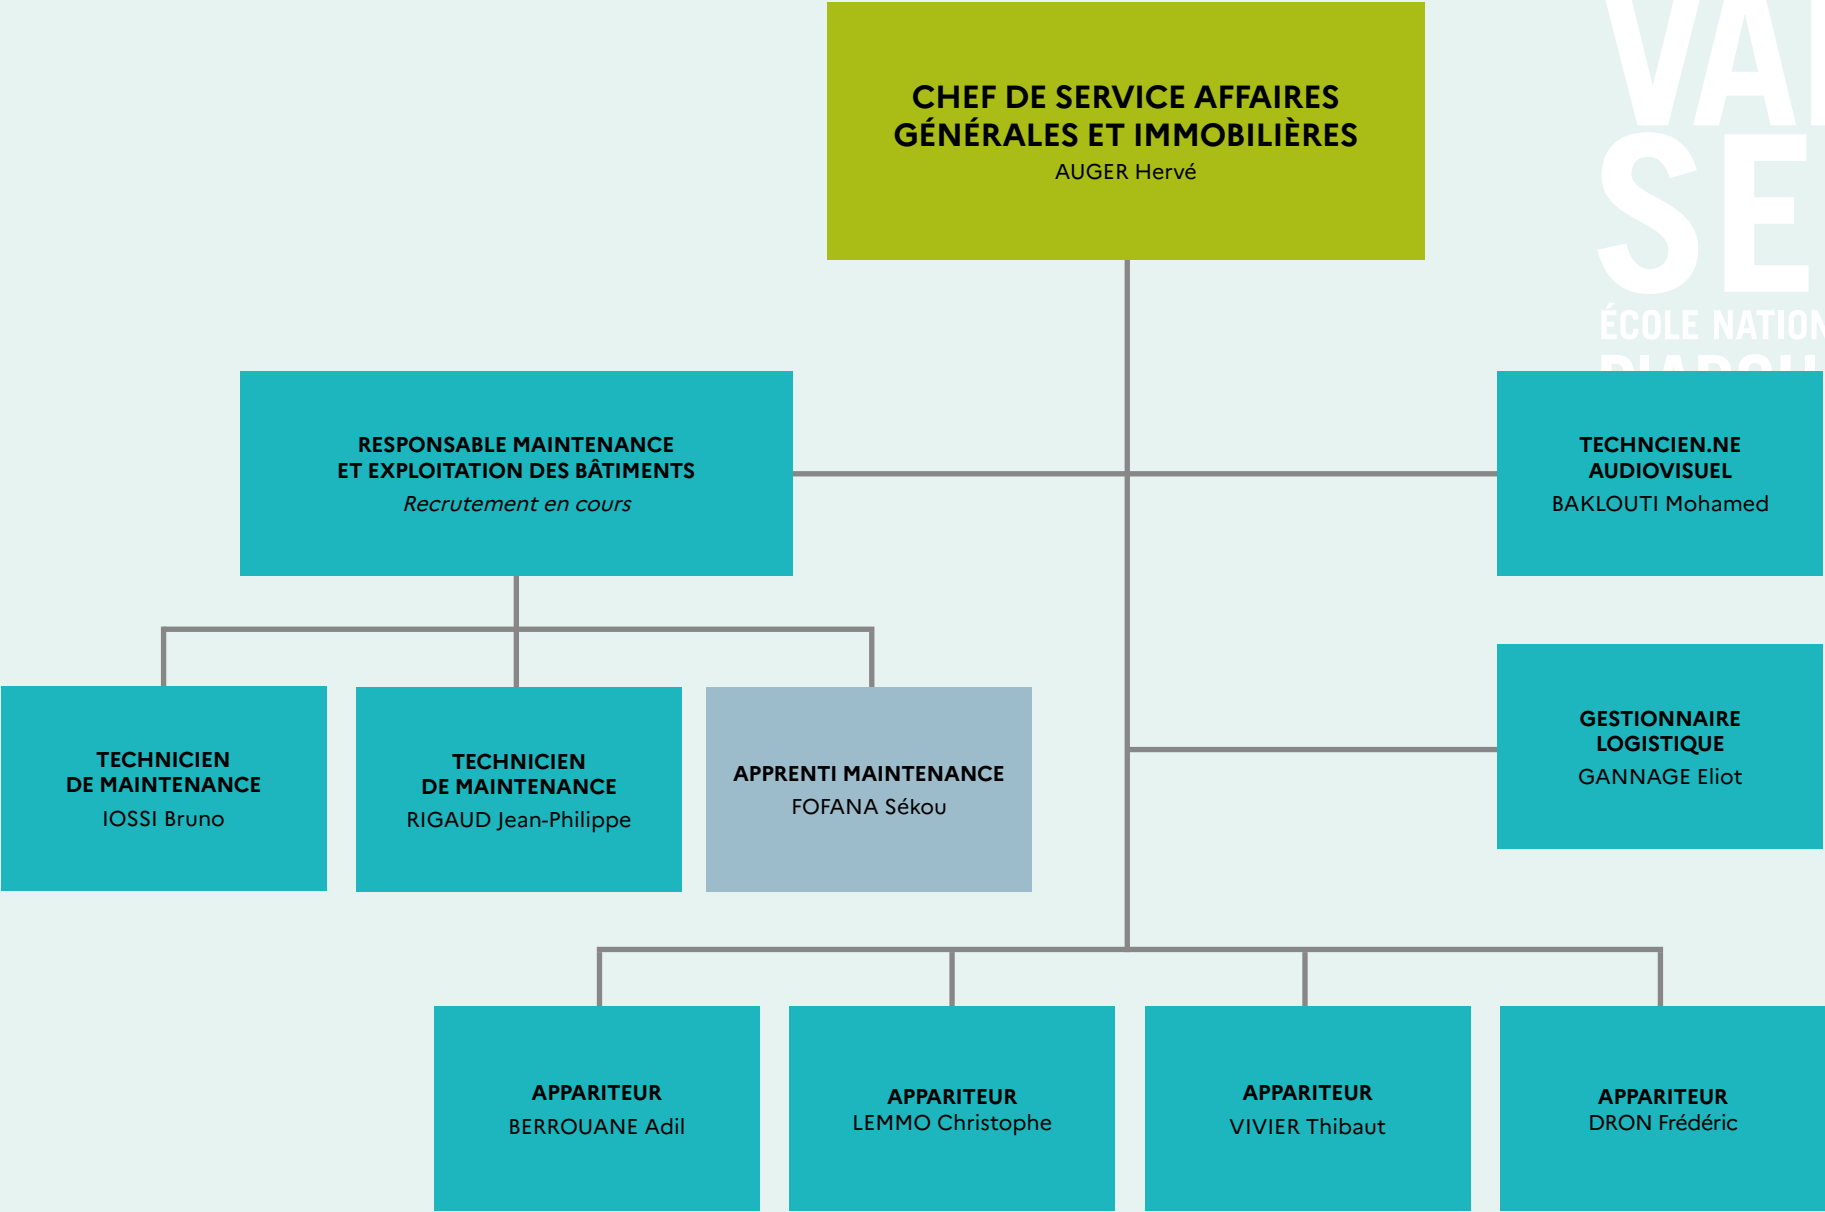 CHEF DE SERVICE AFFAIRES
GÉNÉRALES ET IMMOBILIÈRES
AUGER Hervé
SE
ÉCOLE NATION
RESPONSABLE MAINTENANCE
ET EXPLOITATION DES BÂTIMENTS
Recrutement en cours
TECHNCIEN.NE
AUDIOVISUEL
BAKLOUTI Mohamed
TECHNICIEN
DE MAINTENANCE
IOSSI Bruno
TECHNICIEN
DE MAINTENANCE
RIGAUD Jean-Philippe
APPRENTI MAINTENANCE
FOFANA Sékou
GESTIONNAIRE
LOGISTIQUE
GANNAGE Eliot
APPARITEUR
BERROUANE Adil
APPARITEUR
LEMMO Christophe
APPARITEUR
VIVIER Thibaut
APPARITEUR
DRON Frédéric